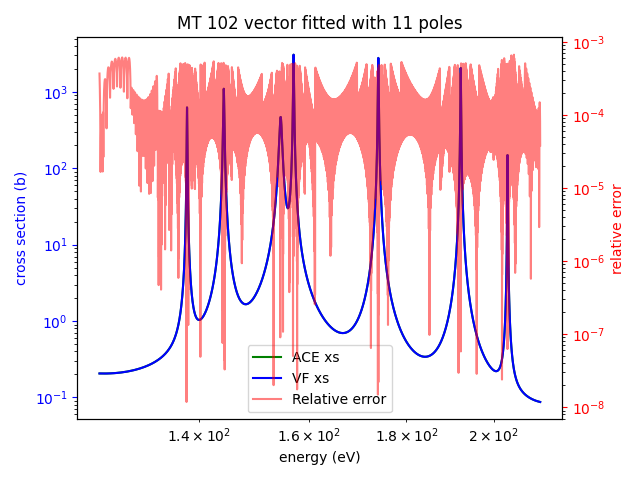 MT 102 vector fitted with 11 poles
10³
10²
10¹
10⁰
10⁻¹
cross section (b)
10⁻³
10⁻⁴
10⁻⁵
10⁻⁶
10⁻⁷
10⁻⁸
relative error
ACE xs
VF xs
Relative error
1.4 × 10²
1.6 × 10²
1.8 × 10²
2 × 10²
energy (eV)